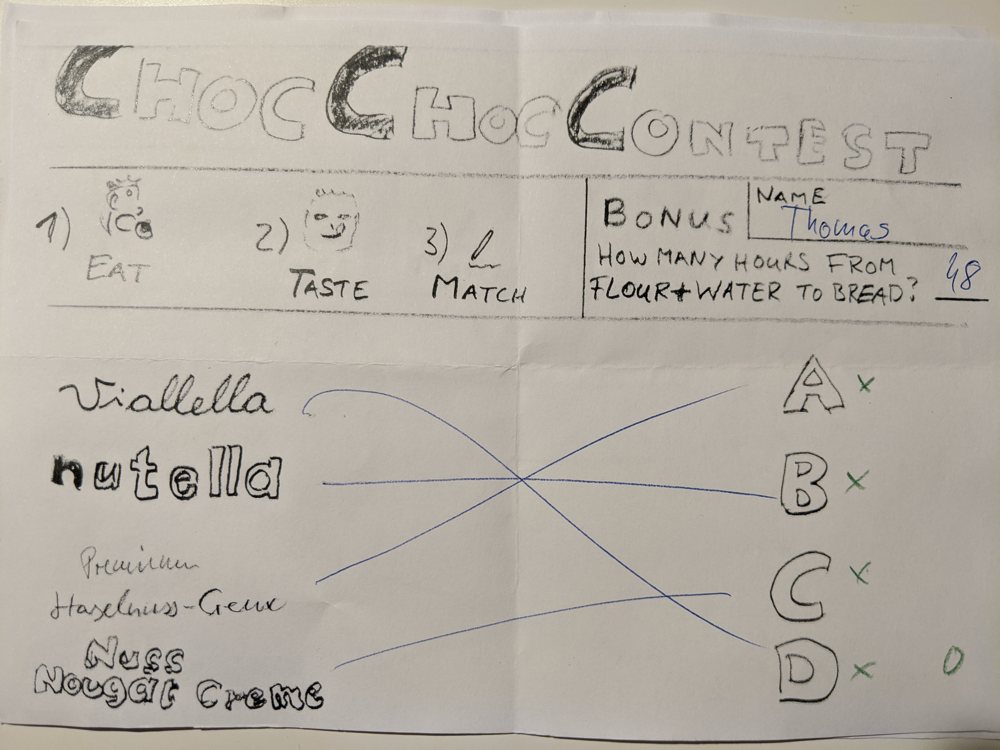 CHOC CHOC CONTEST
1) EAT
2) TASTE
3) MATCH
BONUS
NAME
Thomas
HOW MANY HOURS FROM
FLOUR + WATER TO BREAD? 48
Viallella
A x
nutella
B x
Premium
Haselnuss-Creme
C x
Nuss
Nougat Creme
D x 0